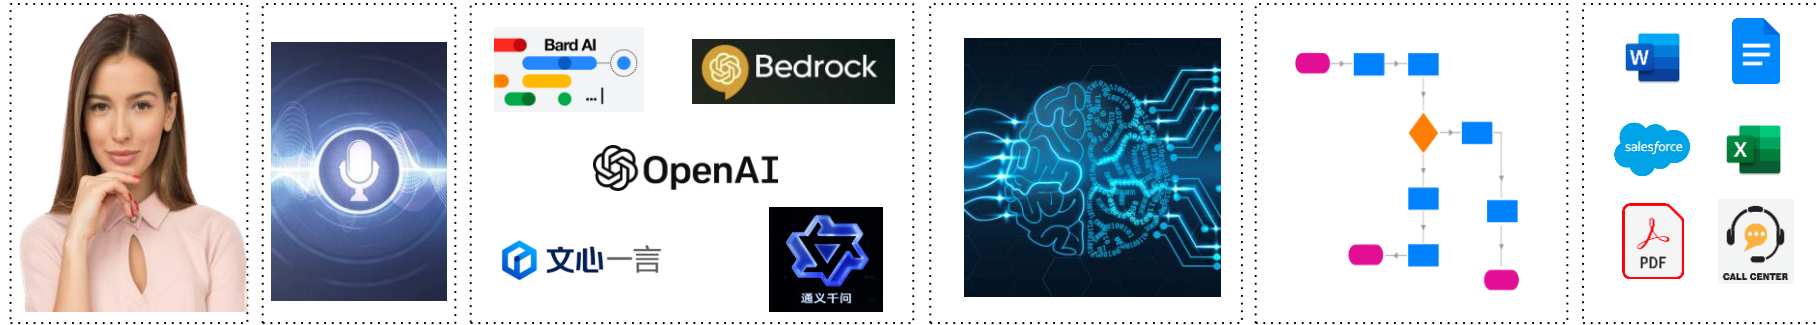 Bard AI
... |
Bedrock
OpenAI
文心一言
通义千问
W
salesforce
X
PDF
CALL CENTER